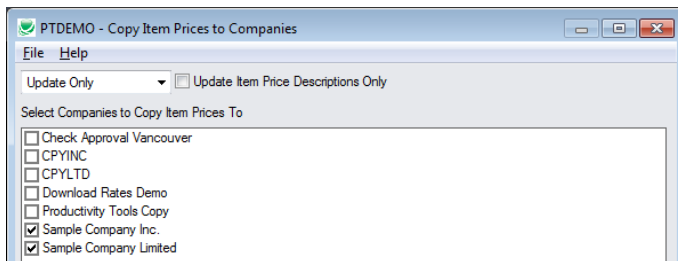 PTDEMO - Copy Item Prices to Companies
File Help
Update Only Update Item Price Descriptions Only
Select Companies to Copy Item Prices To
Check Approval Vancouver
CPYINC
CPYLTD
Download Rates Demo
Productivity Tools Copy
Sample Company Inc.
Sample Company Limited